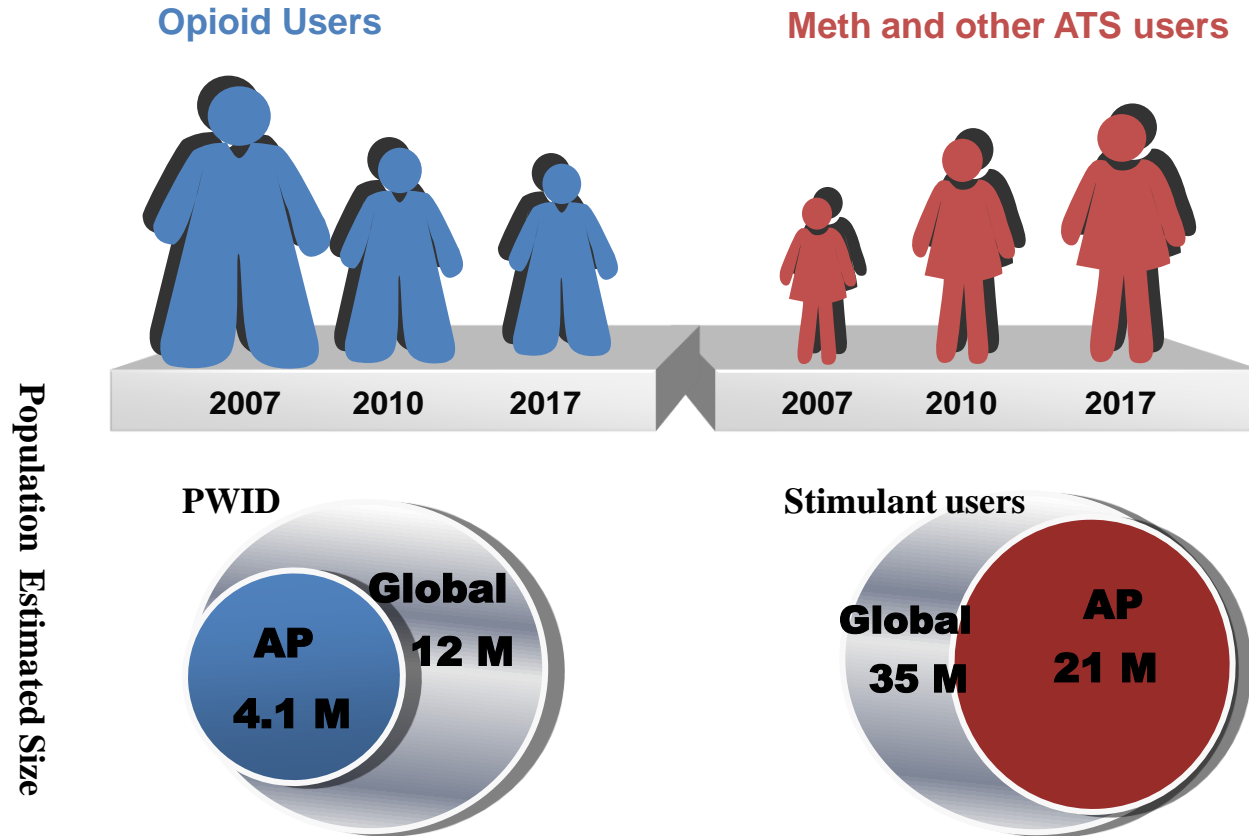 Opioid Users
Meth and other ATS users
2007 2010 2017
2007 2010 2017
Population Estimated Size
PWID
Global
12 M
AP
4.1 M
Stimulant users
Global
35 M
AP
21 M